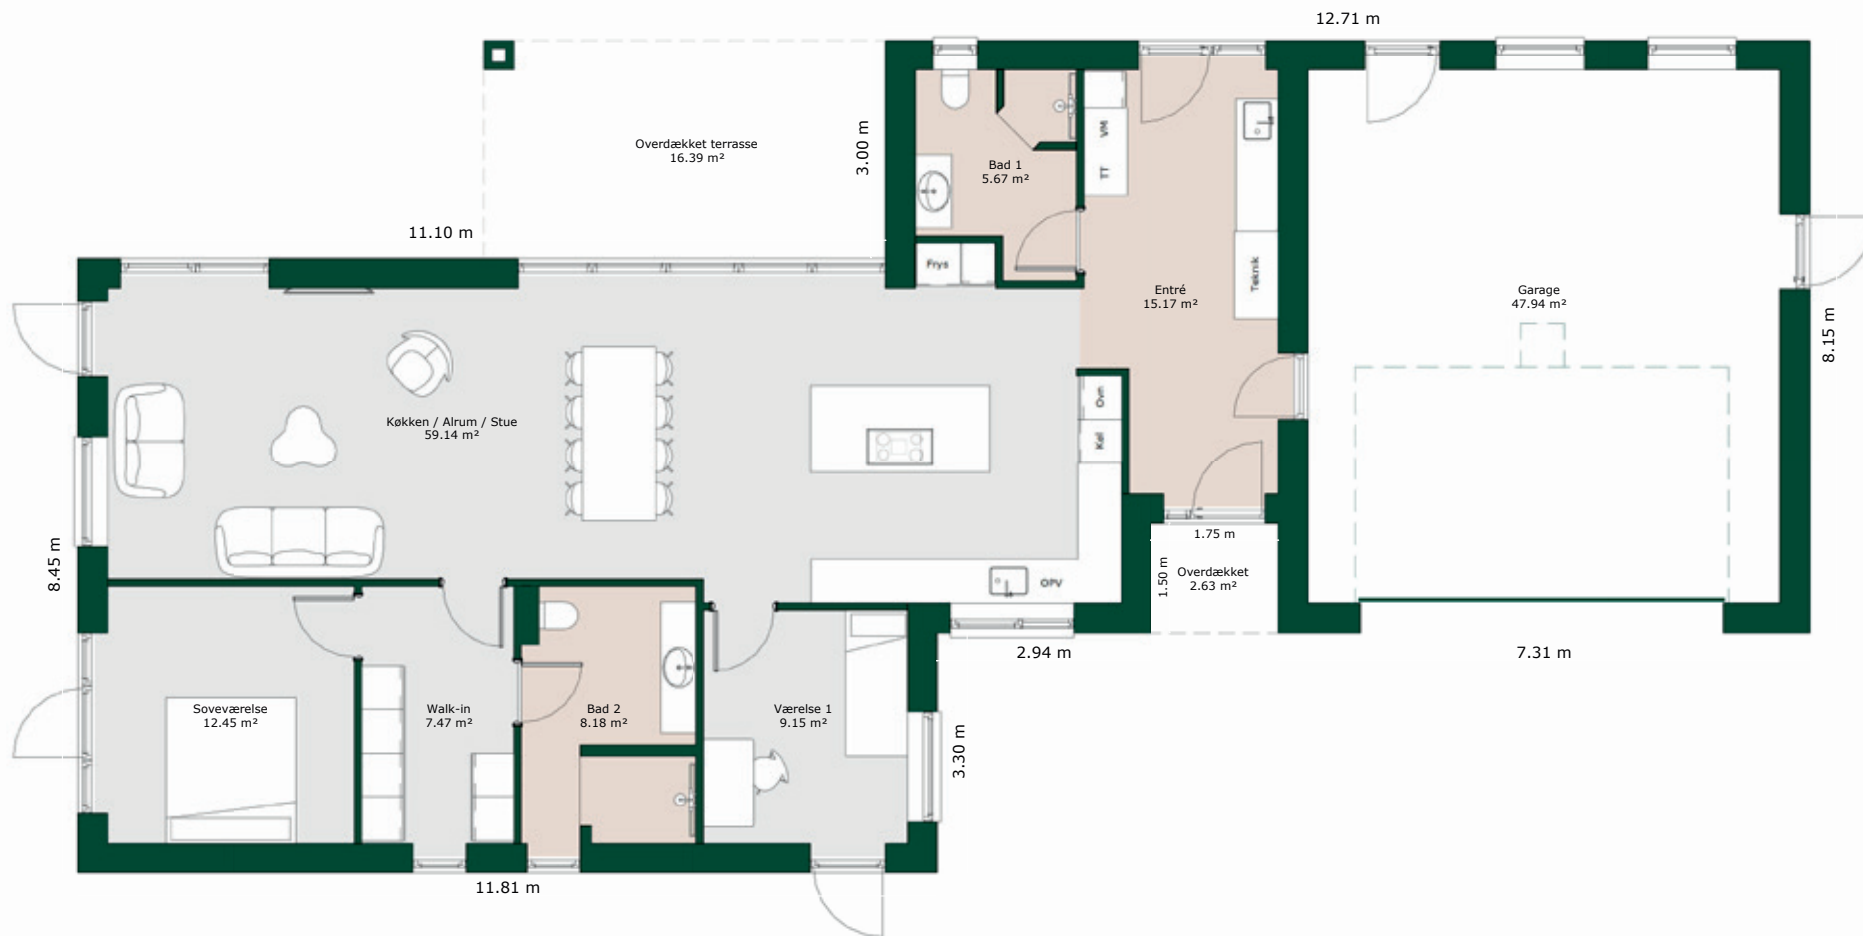 12.71 m
Overdækket terrasse
16.39 m²
3.00 m
11.10 m
Bad 1
5.67 m²
VM
TT
Frys
Entré
15.17 m²
Teknik
Garage
47.94 m²
8.15 m
Køkken / Alrum / Stue
59.14 m²
Ovn
Køl
OPV
1.75 m
1.50 m
Overdækket
2.63 m²
8.45 m
2.94 m
7.31 m
Soveværelse
12.45 m²
Walk-in
7.47 m²
Bad 2
8.18 m²
Værelse 1
9.15 m²
3.30 m
11.81 m